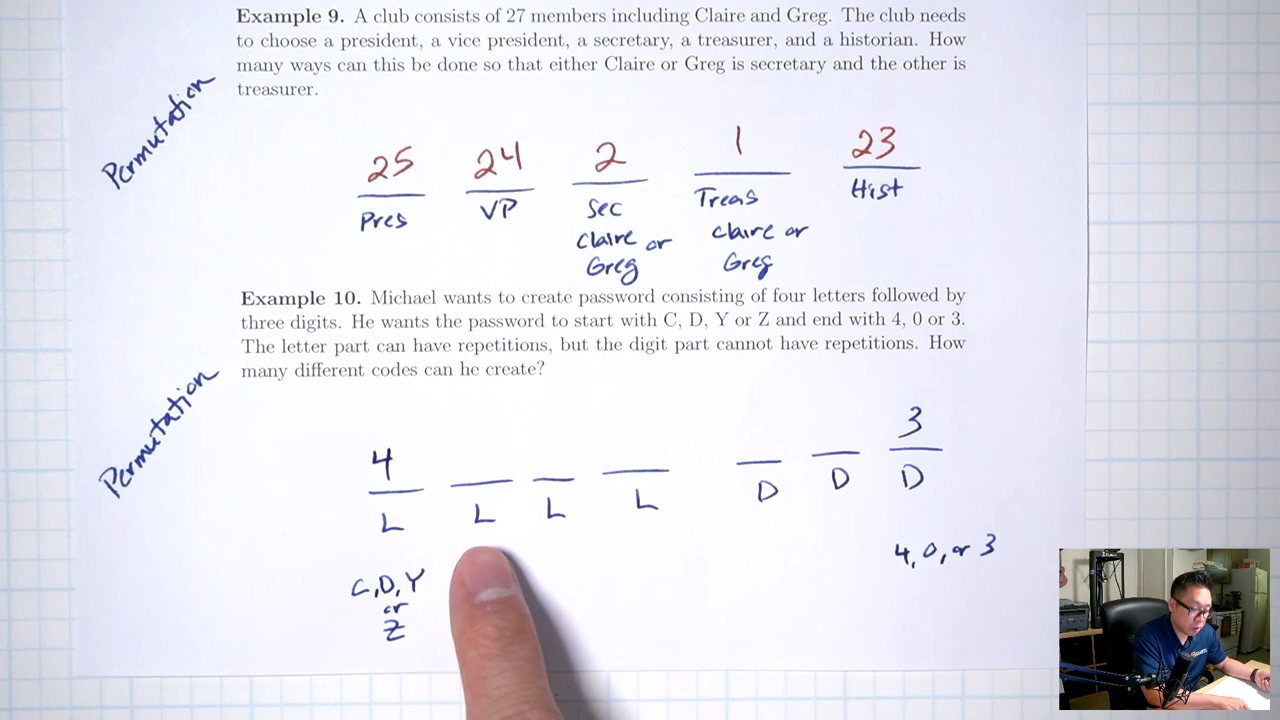 Example 9. A club consists of 27 members including Claire and Greg. The club needs
to choose a president, a vice president, a secretary, a treasurer, and a historian. How
many ways can this be done so that either Claire or Greg is secretary and the other is
treasurer.
Permutation
25 24 2 1 23
Pres VP Sec Treas Hist
Claire or claire or
Greg Greg
Example 10. Michael wants to create password consisting of four letters followed by
three digits. He wants the password to start with C, D, Y or Z and end with 4, 0 or 3.
The letter part can have repetitions, but the digit part cannot have repetitions. How
many different codes can he create?
Permutation
4 3
L L L L D D D
C, D, Y 4, 0, or 3
or
Z